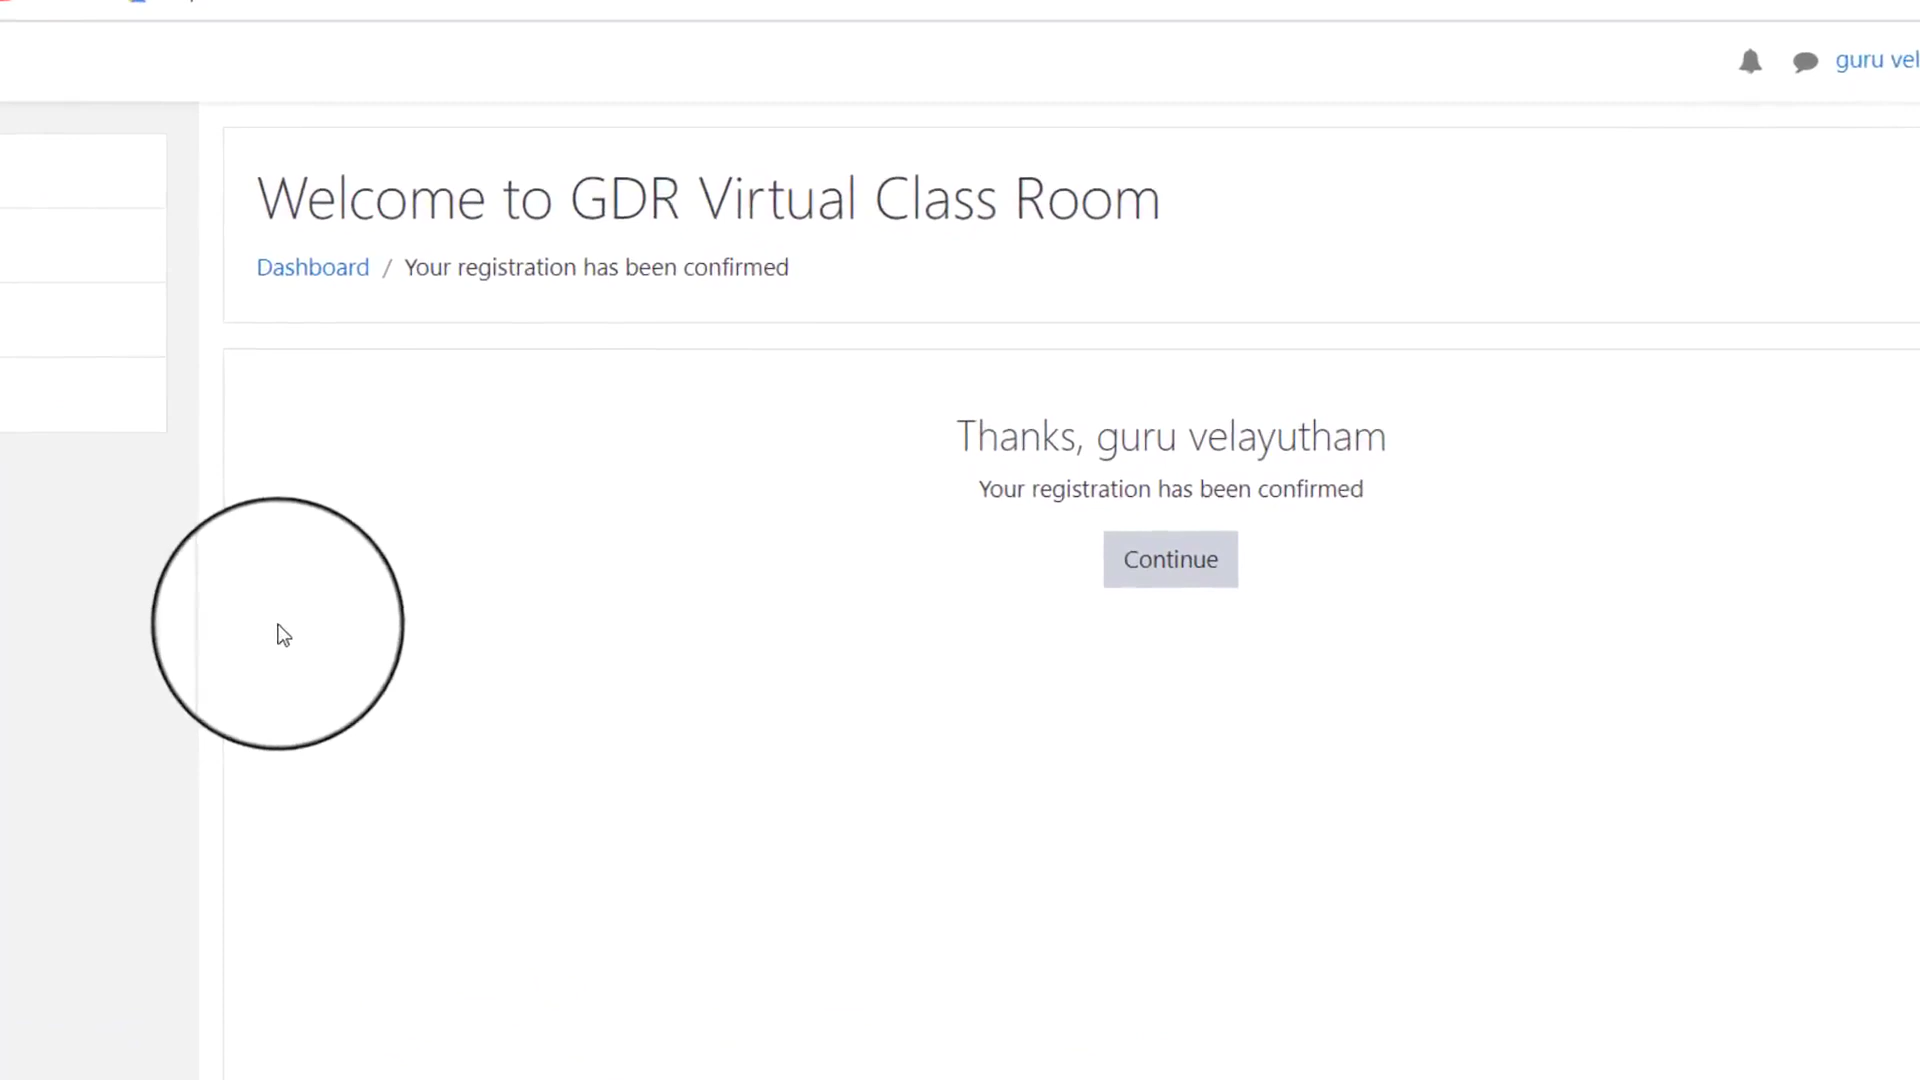 guru vel
Welcome to GDR Virtual Class Room
Dashboard / Your registration has been confirmed
Thanks, guru velayutham
Your registration has been confirmed
Continue